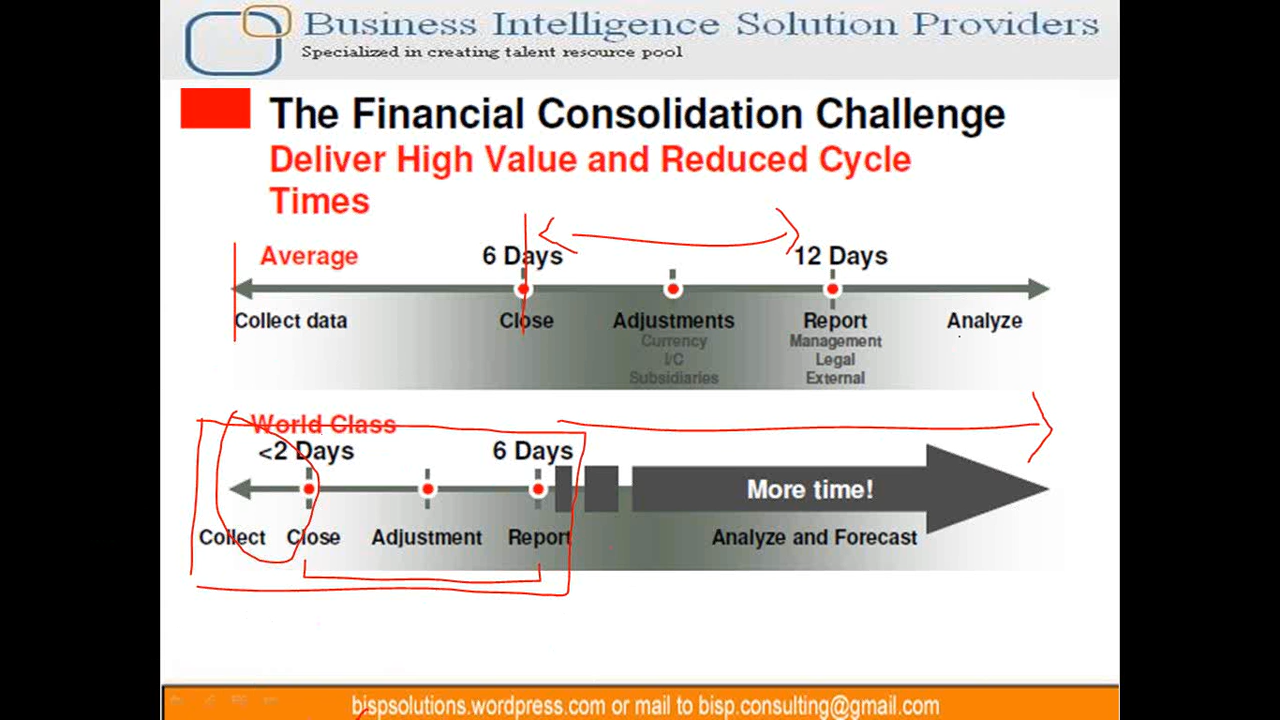 Business Intelligence Solution Providers
Specialized in creating talent resource pool
The Financial Consolidation Challenge
Deliver High Value and Reduced Cycle
Times
Average 6 Days 12 Days
Collect data Close Adjustments Report Analyze
Currency Management
I/C Legal
Subsidiaries External
World Class
<2 Days 6 Days
More time!
Collect Close Adjustment Report Analyze and Forecast
bispsolutions.wordpress.com or mail to bisp.consulting@gmail.com